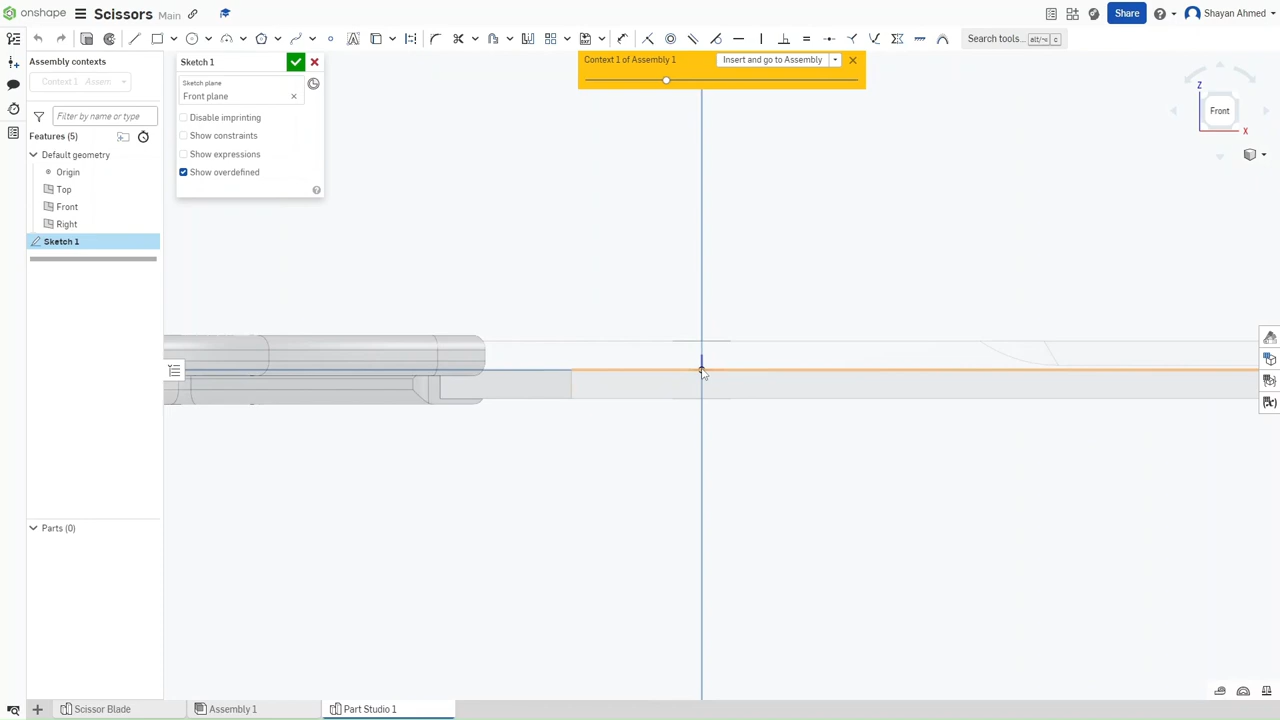 onshape Scissors Main Share Shayan Ahmed
Search tools... alt/⌥ c
Assembly contexts
Context 1 Assem
Filter by name or type
Features (5)
Default geometry
Origin
Top
Front
Right
Sketch 1
Parts (0)
Sketch 1
Sketch plane
Front plane
Disable imprinting
Show constraints
Show expressions
Show overdefined
Context 1 of Assembly 1 Insert and go to Assembly
Z
Front
X
Scissor Blade Assembly 1 Part Studio 1